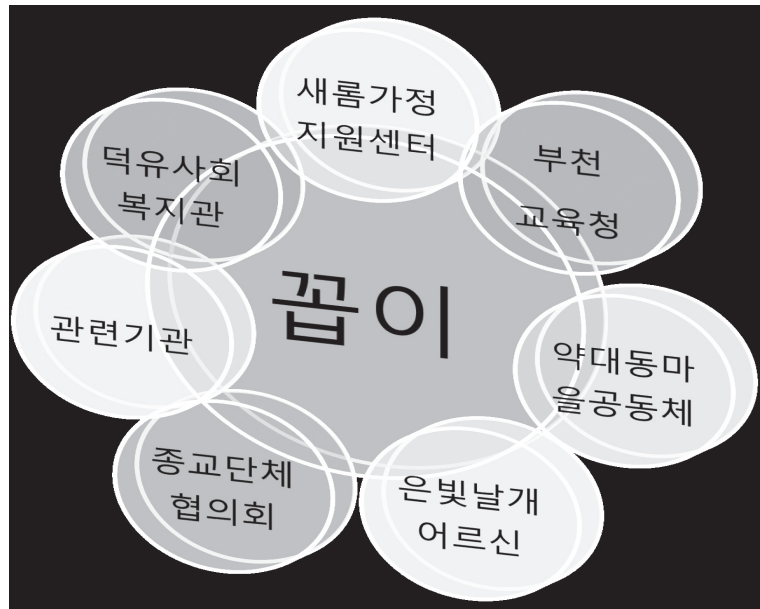 새롬가정
지원센터
부천
교육청
덕유사회
복지관
꼽이
관련기관
약대동마
을공동체
종교단체
협의회
은빛날개
어르신